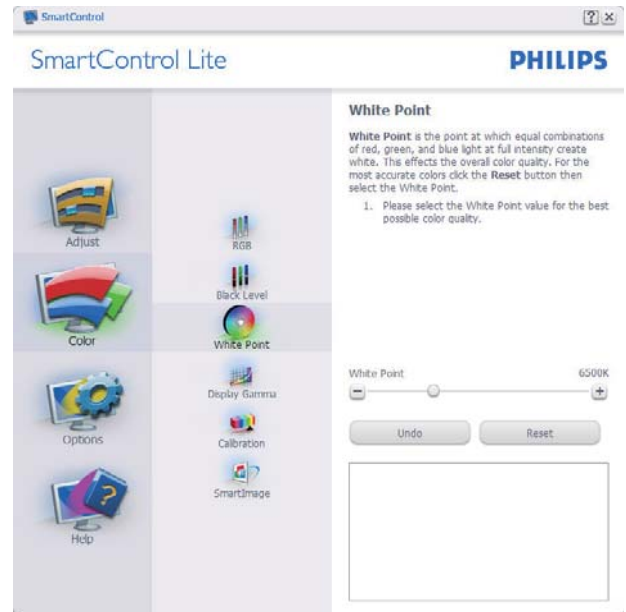 SmartControl
SmartControl Lite
PHILIPS
Adjust
Color
Options
Help
RGB
Black Level
White Point
Display Gamma
Calibration
SmartImage
White Point
White Point is the point at which equal combinations
of red, green, and blue light at full intensity create
white. This effects the overall color quality. For the
most accurate colors click the Reset button then
select the White Point.
1. Please select the White Point value for the best
possible color quality.
White Point 6500K
Undo Reset